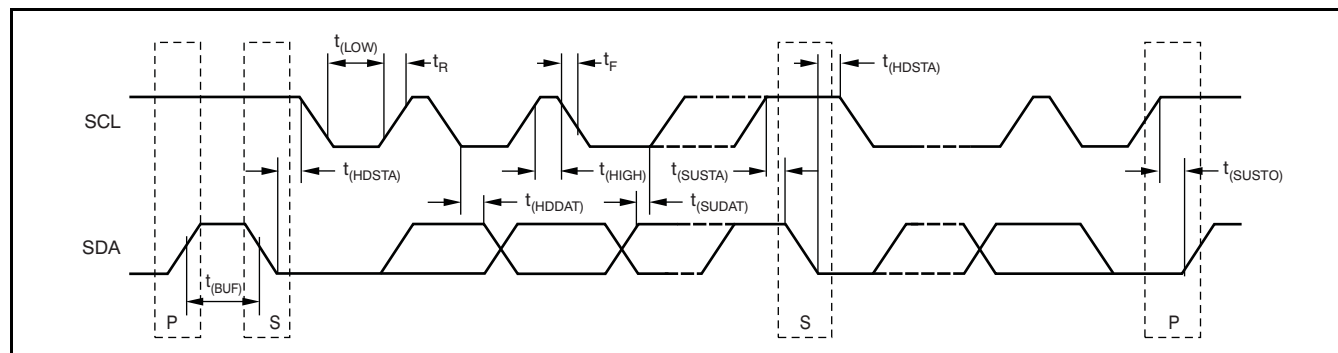 t(LOW)
tR
tF
t(HDSTA)
SCL
t(HDSTA)
t(HIGH)
t(SUSTA)
t(SUSTO)
t(HDDAT)
t(SUDAT)
SDA
t(BUF)
P
S
S
P